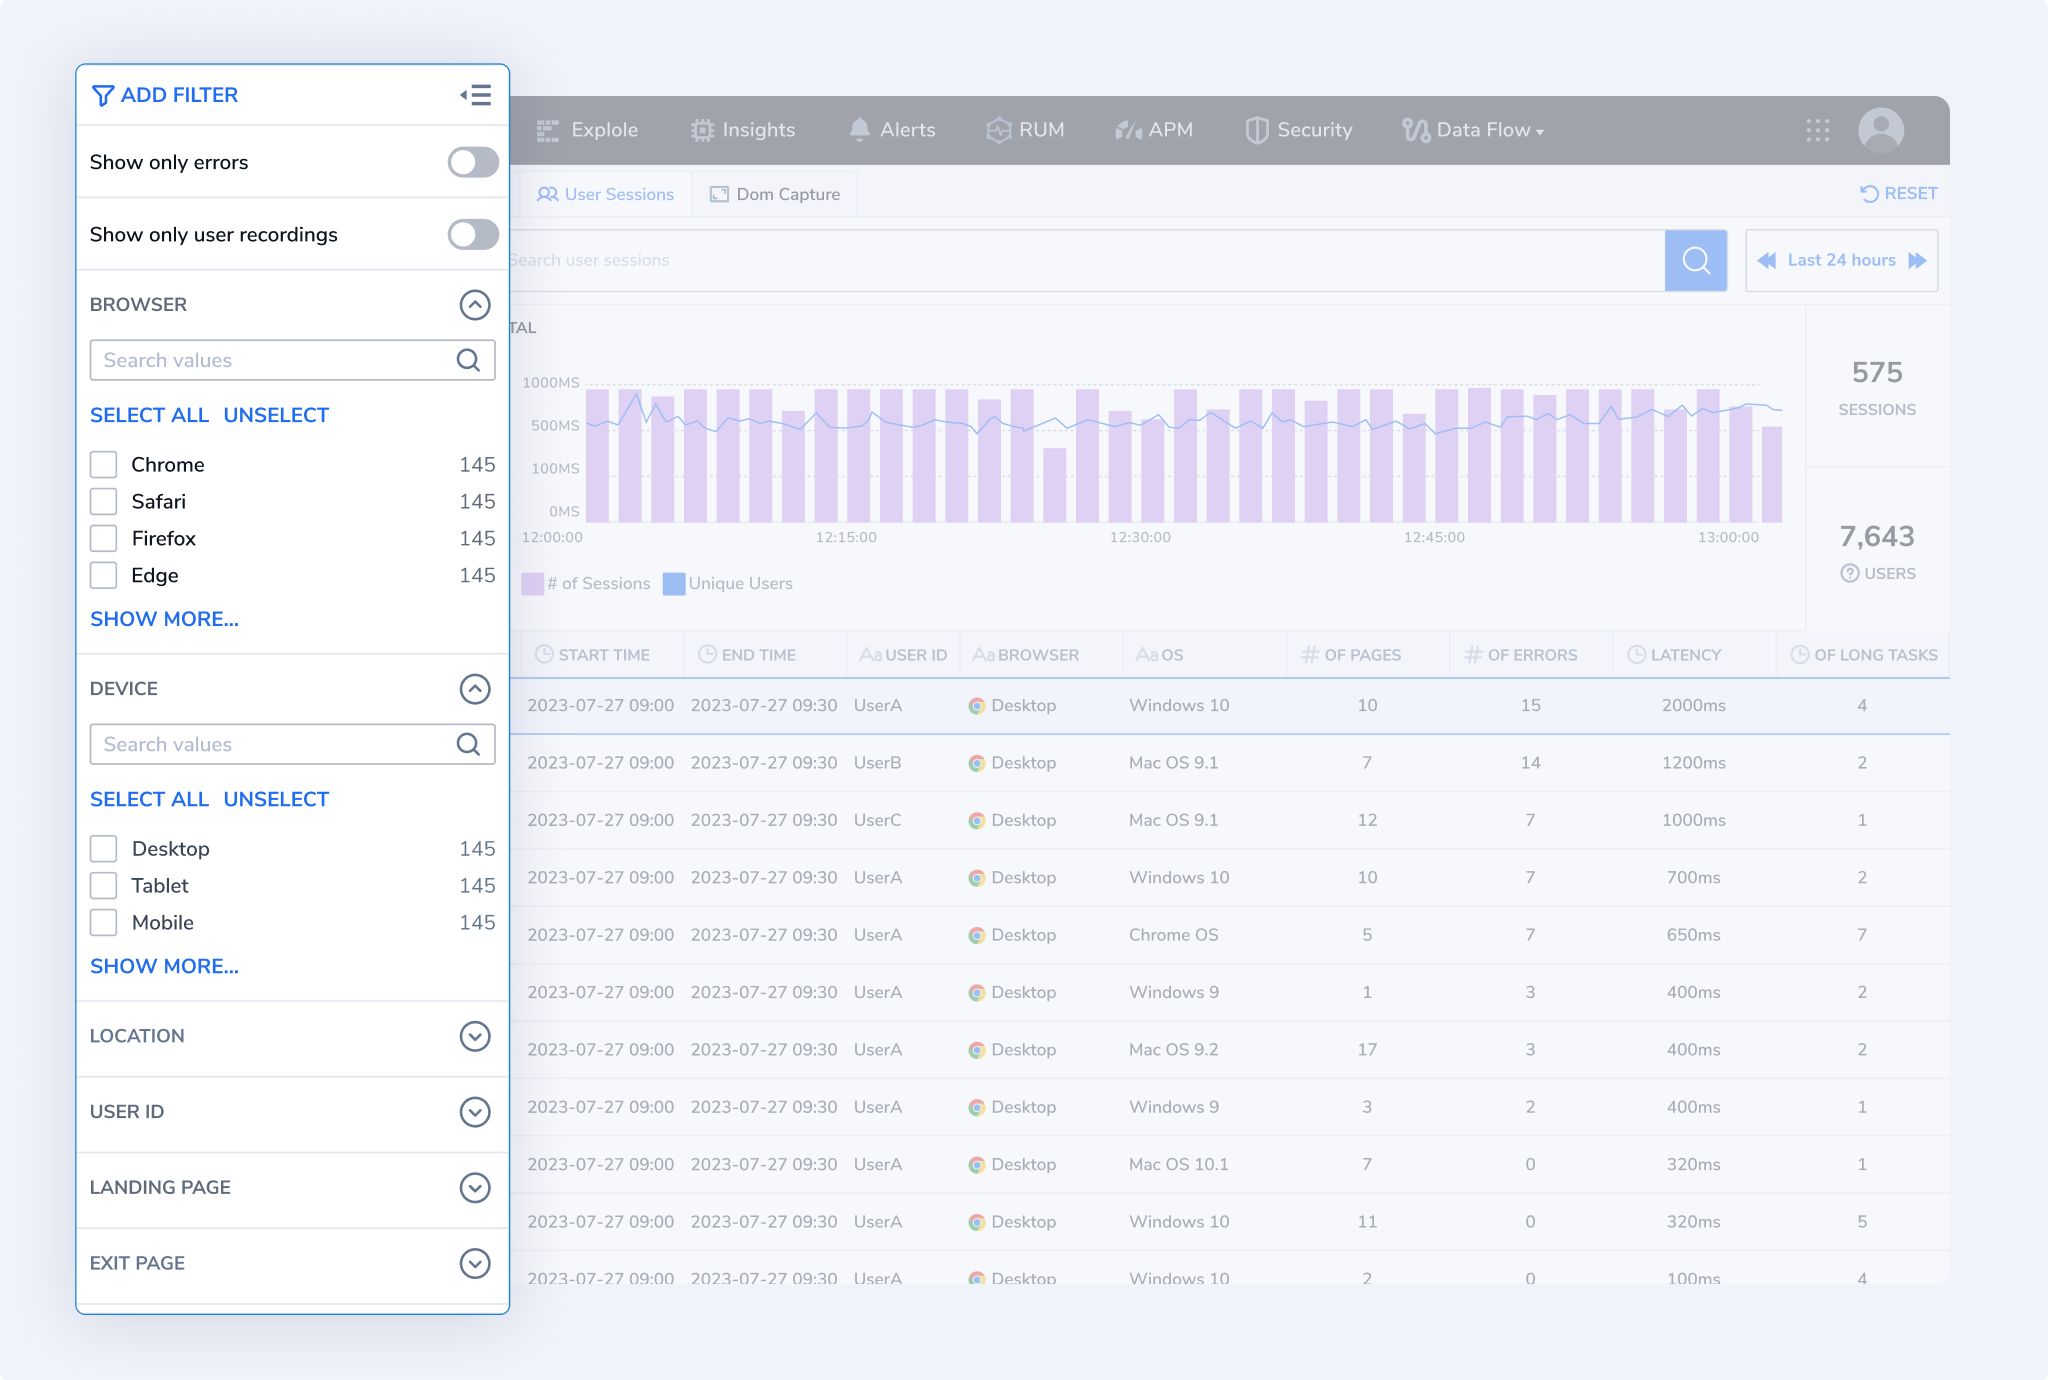 ADD FILTER
Show only errors
Show only user recordings
BROWSER
Search values
SELECT ALL UNSELECT
Chrome 145
Safari 145
Firefox 145
Edge 145
SHOW MORE...
DEVICE
Search values
SELECT ALL UNSELECT
Desktop 145
Tablet 145
Mobile 145
SHOW MORE...
LOCATION
USER ID
LANDING PAGE
EXIT PAGE
Explole Insights Alerts RUM APM Security Data Flow
User Sessions Dom Capture RESET
Search user sessions Last 24 hours
TAL
1000MS
500MS
100MS
0MS
12:00:00 12:15:00 12:30:00 12:45:00 13:00:00
# of Sessions Unique Users
575
SESSIONS
7,643
? USERS
START TIME END TIME Aa USER ID Aa BROWSER Aa OS # OF PAGES # OF ERRORS LATENCY OF LONG TASKS
2023-07-27 09:00 2023-07-27 09:30 UserA Desktop Windows 10 10 15 2000ms 4
2023-07-27 09:00 2023-07-27 09:30 UserB Desktop Mac OS 9.1 7 14 1200ms 2
2023-07-27 09:00 2023-07-27 09:30 UserC Desktop Mac OS 9.1 12 7 1000ms 1
2023-07-27 09:00 2023-07-27 09:30 UserA Desktop Windows 10 10 7 700ms 2
2023-07-27 09:00 2023-07-27 09:30 UserA Desktop Chrome OS 5 7 650ms 7
2023-07-27 09:00 2023-07-27 09:30 UserA Desktop Windows 9 1 3 400ms 2
2023-07-27 09:00 2023-07-27 09:30 UserA Desktop Mac OS 9.2 17 3 400ms 2
2023-07-27 09:00 2023-07-27 09:30 UserA Desktop Windows 9 3 2 400ms 1
2023-07-27 09:00 2023-07-27 09:30 UserA Desktop Mac OS 10.1 7 0 320ms 1
2023-07-27 09:00 2023-07-27 09:30 UserA Desktop Windows 10 11 0 320ms 5
2023-07-27 09:00 2023-07-27 09:30 UserA Desktop Windows 10 2 0 100ms 4